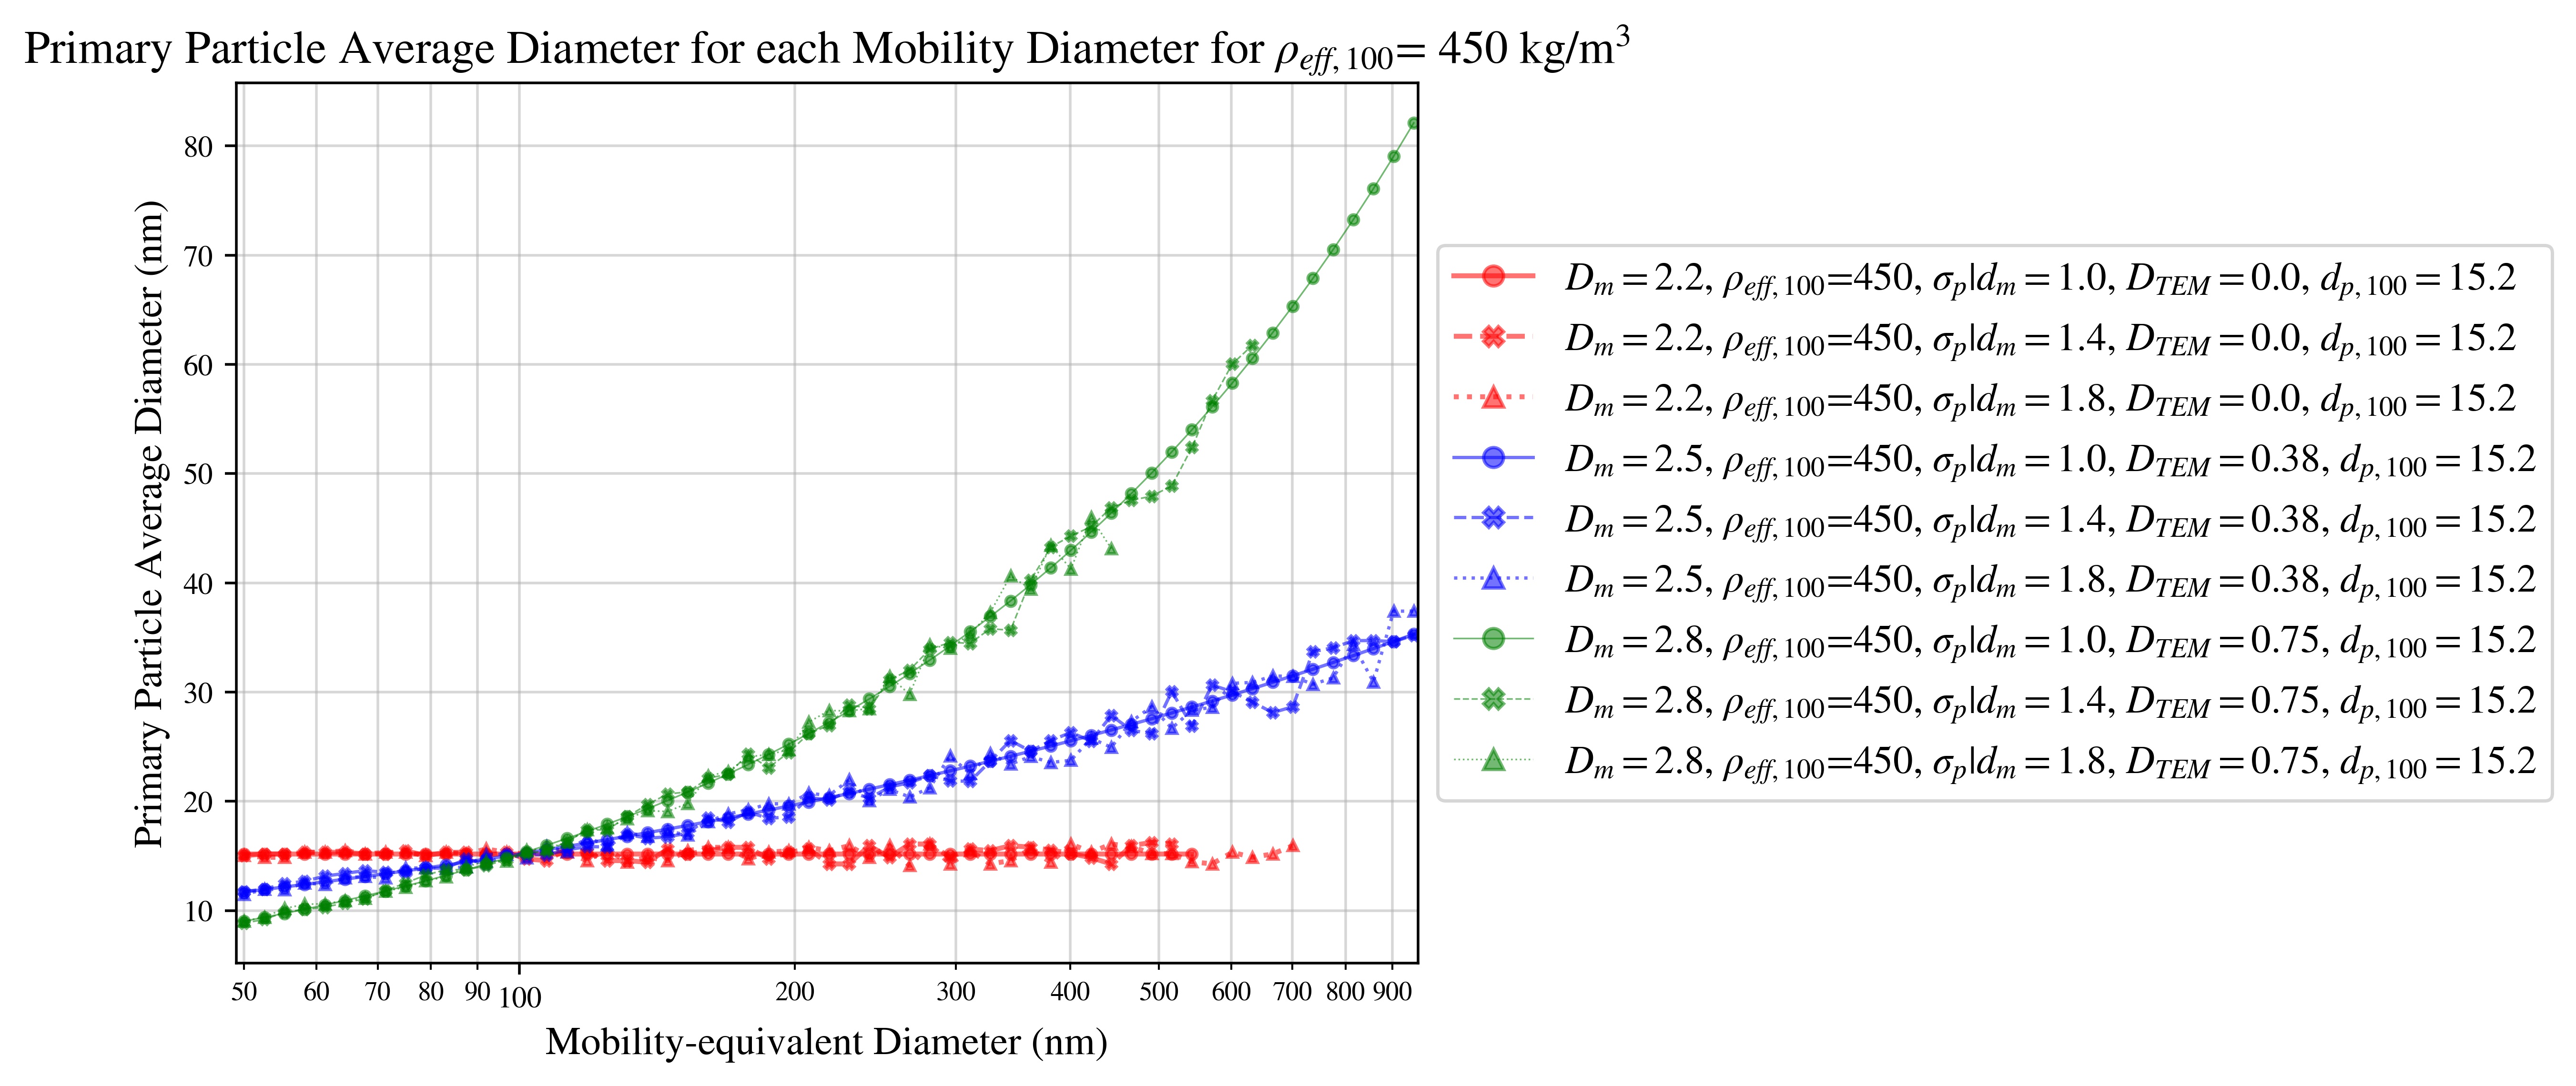 Primary Particle Average Diameter for each Mobility Diameter for ρeff, 100= 450 kg/m³
Primary Particle Average Diameter (nm)
80
70
60
50
40
30
20
10
50 60 70 80 90 100 200 300 400 500 600 700 800 900
Mobility-equivalent Diameter (nm)
Dm = 2.2, ρeff, 100=450, σp|dm = 1.0, DTEM = 0.0, dp, 100 = 15.2
Dm = 2.2, ρeff, 100=450, σp|dm = 1.4, DTEM = 0.0, dp, 100 = 15.2
Dm = 2.2, ρeff, 100=450, σp|dm = 1.8, DTEM = 0.0, dp, 100 = 15.2
Dm = 2.5, ρeff, 100=450, σp|dm = 1.0, DTEM = 0.38, dp, 100 = 15.2
Dm = 2.5, ρeff, 100=450, σp|dm = 1.4, DTEM = 0.38, dp, 100 = 15.2
Dm = 2.5, ρeff, 100=450, σp|dm = 1.8, DTEM = 0.38, dp, 100 = 15.2
Dm = 2.8, ρeff, 100=450, σp|dm = 1.0, DTEM = 0.75, dp, 100 = 15.2
Dm = 2.8, ρeff, 100=450, σp|dm = 1.4, DTEM = 0.75, dp, 100 = 15.2
Dm = 2.8, ρeff, 100=450, σp|dm = 1.8, DTEM = 0.75, dp, 100 = 15.2